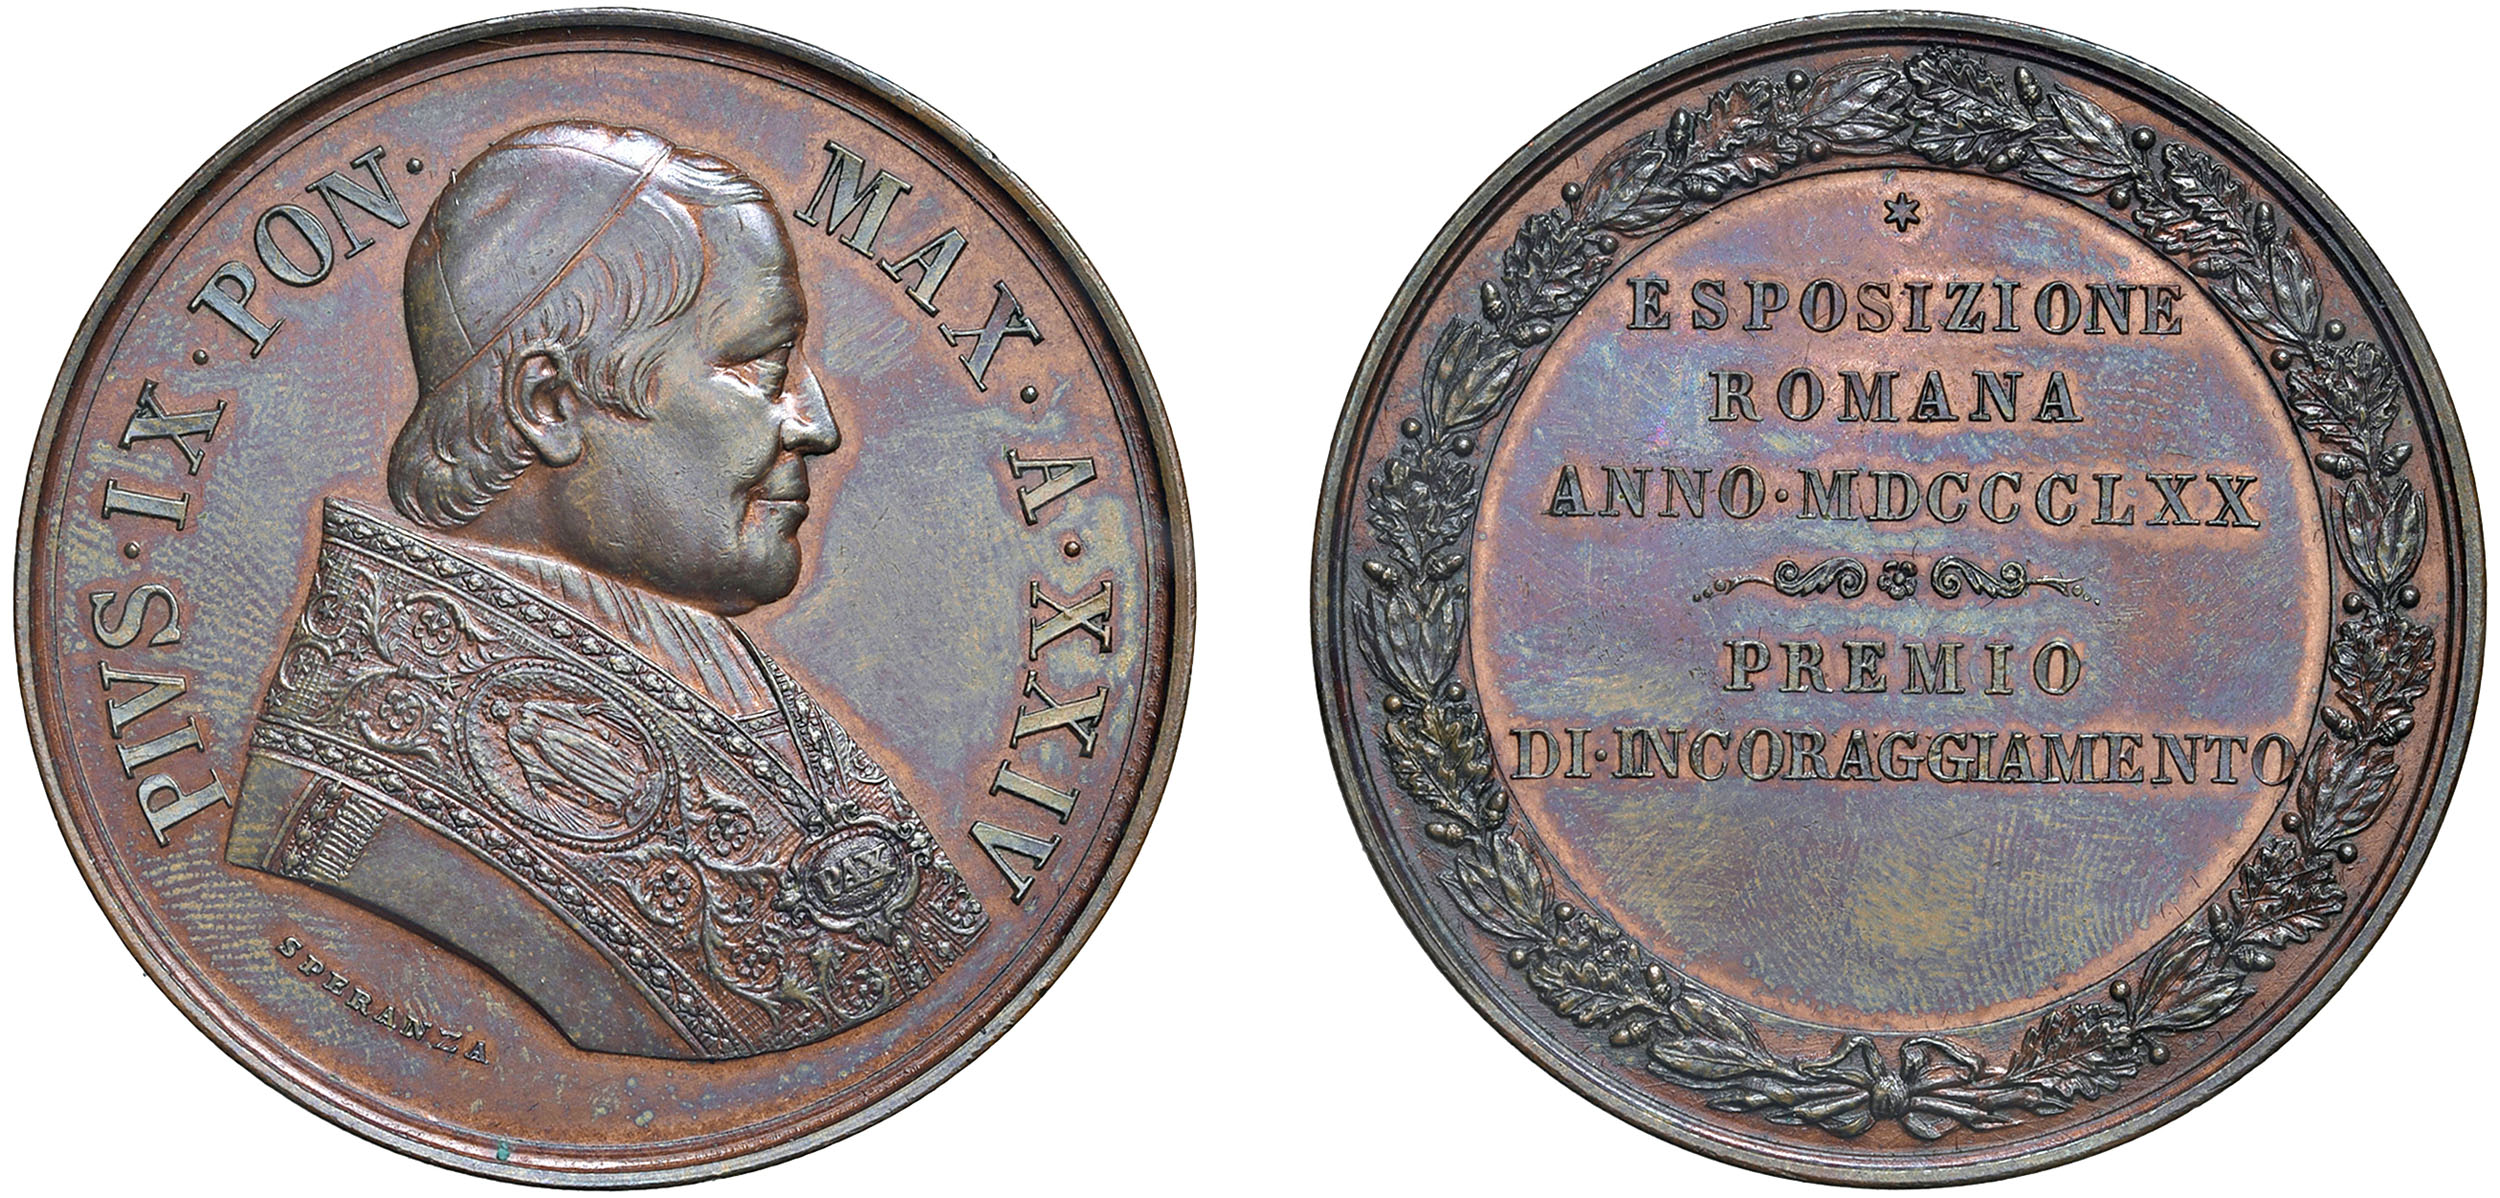 PIVS·IX·PON· MAX·A·XXIV
PAX
SPERANZA
ESPOSIZIONE
ROMANA
ANNO·MDCCCLXX
PREMIO
DI·INCORAGGIAMENTO